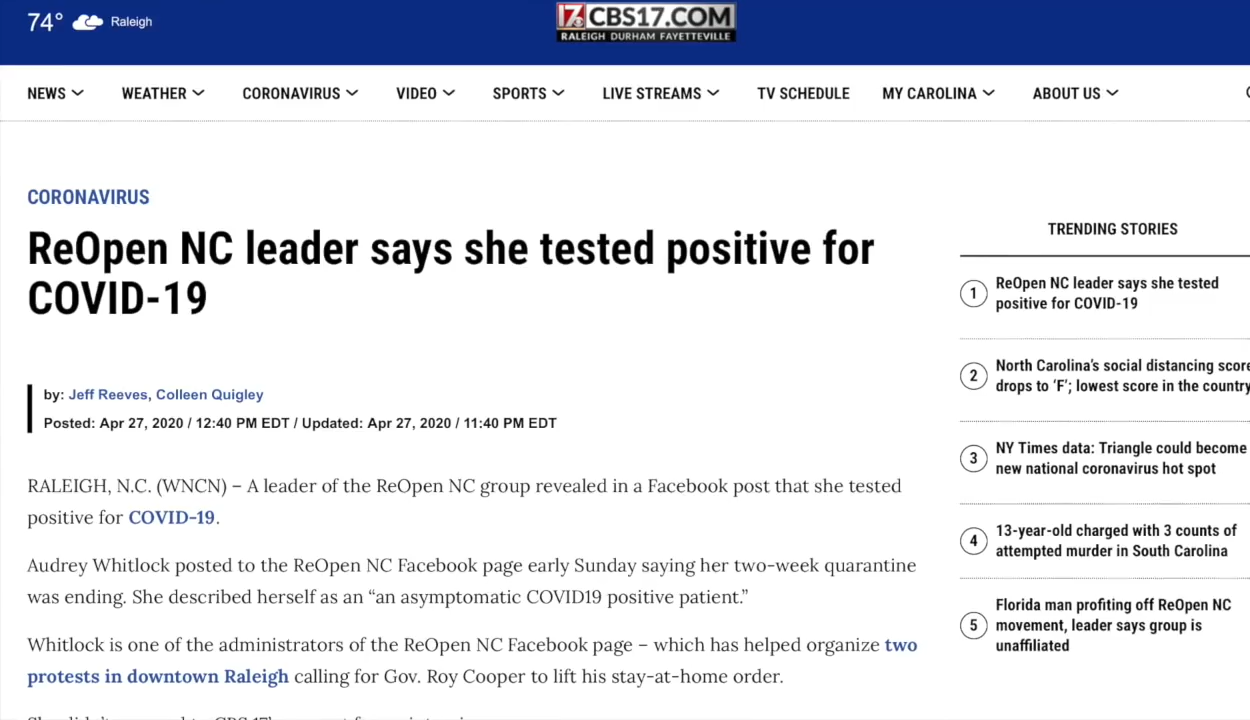 74° Raleigh
17 CBS17.COM
RALEIGH DURHAM FAYETTEVILLE
NEWS WEATHER CORONAVIRUS VIDEO SPORTS LIVE STREAMS TV SCHEDULE MY CAROLINA ABOUT US
CORONAVIRUS
ReOpen NC leader says she tested positive for
COVID-19
by: Jeff Reeves, Colleen Quigley
Posted: Apr 27, 2020 / 12:40 PM EDT / Updated: Apr 27, 2020 / 11:40 PM EDT
RALEIGH, N.C. (WNCN) – A leader of the ReOpen NC group revealed in a Facebook post that she tested
positive for COVID-19.
Audrey Whitlock posted to the ReOpen NC Facebook page early Sunday saying her two-week quarantine
was ending. She described herself as an “an asymptomatic COVID19 positive patient.”
Whitlock is one of the administrators of the ReOpen NC Facebook page – which has helped organize two
protests in downtown Raleigh calling for Gov. Roy Cooper to lift his stay-at-home order.
TRENDING STORIES
1 ReOpen NC leader says she tested
positive for COVID-19
2 North Carolina’s social distancing score
drops to ‘F’; lowest score in the country
3 NY Times data: Triangle could become
new national coronavirus hot spot
4 13-year-old charged with 3 counts of
attempted murder in South Carolina
5 Florida man profiting off ReOpen NC
movement, leader says group is
unaffiliated